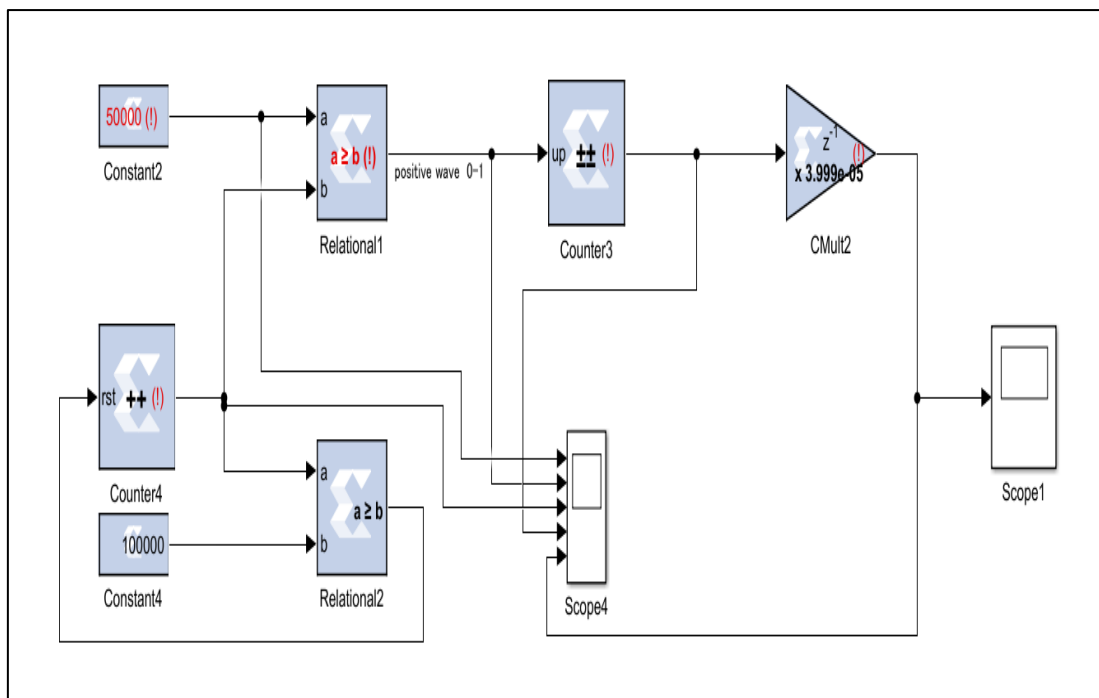 50000 (!)
Constant2
a
a ≥ b (!)
b
Relational1
positive wave 0-1
up ±± (!)
Counter3
z⁻¹
(!)
x 3.999e-05
CMult2
rst ++ (!)
Counter4
100000
Constant4
a
a ≥ b
b
Relational2
Scope4
Scope1